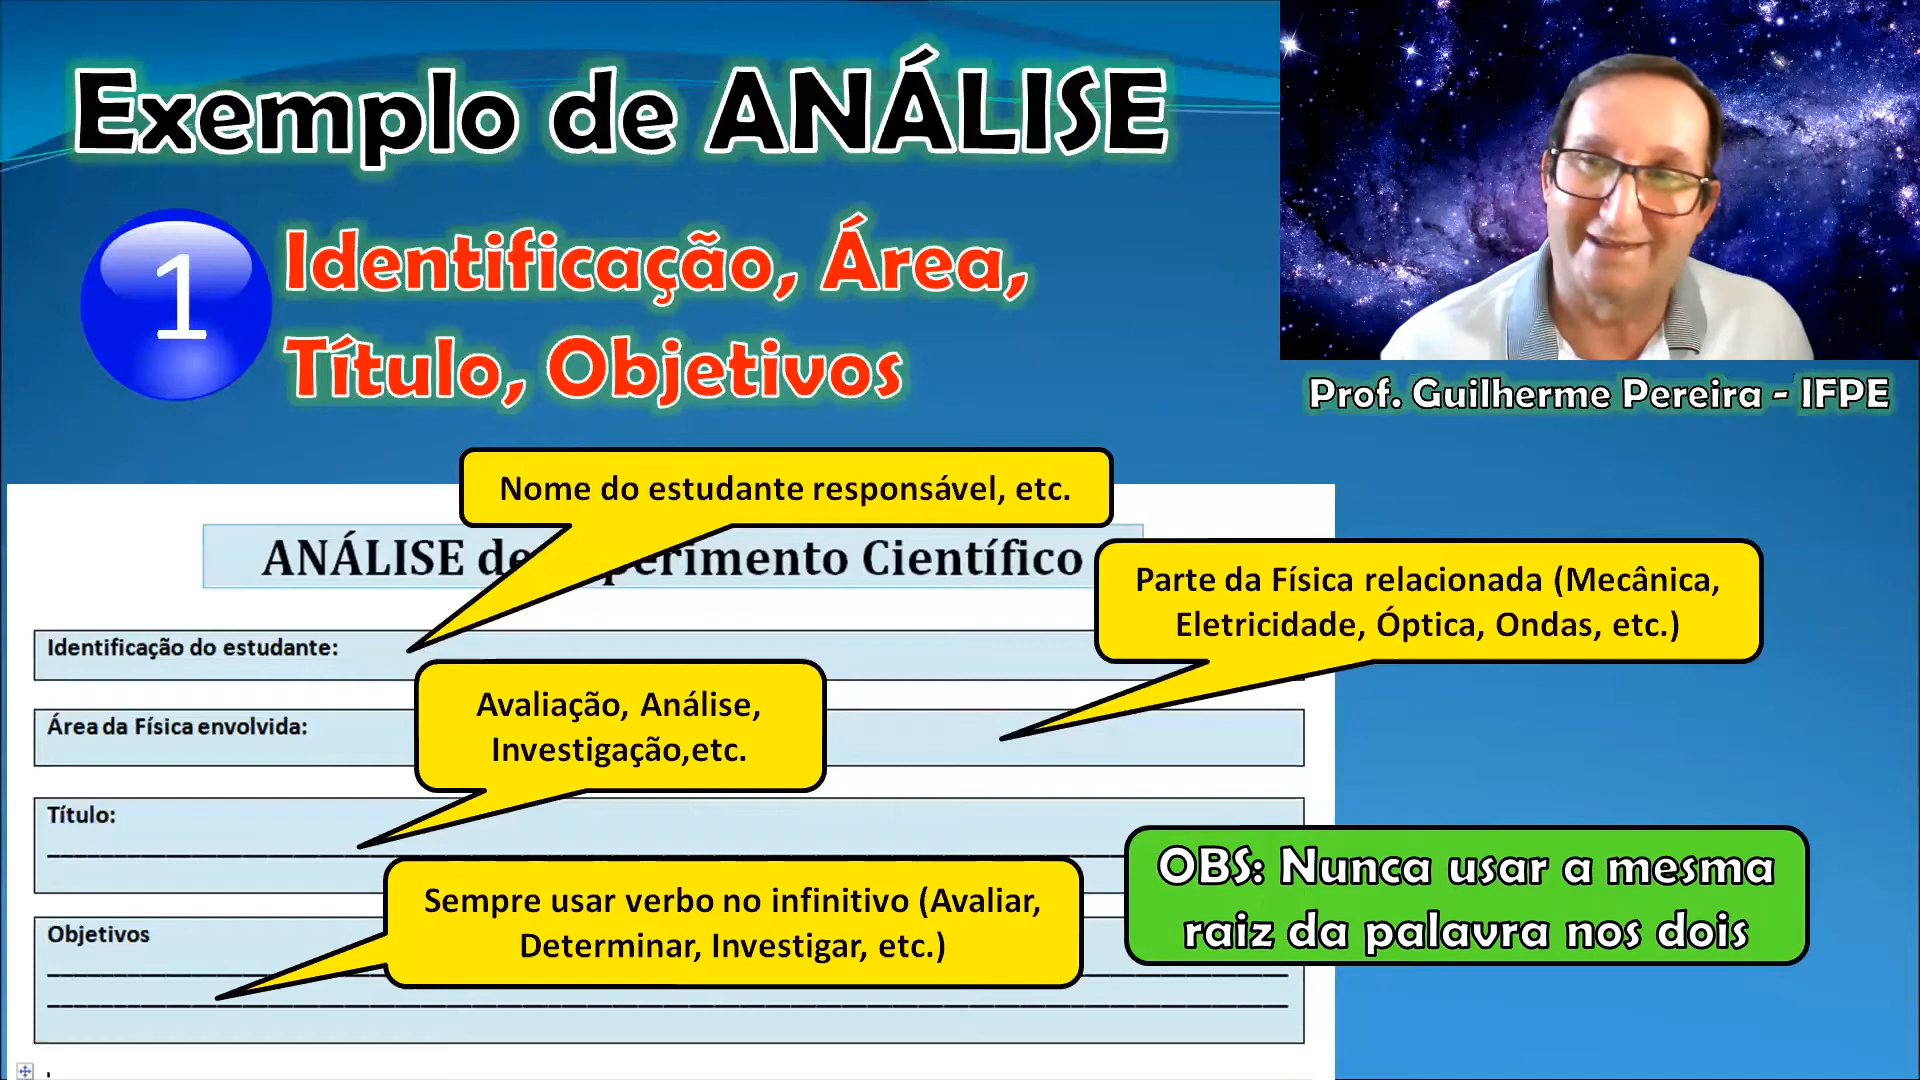 Exemplo de ANÁLISE
1
Identificação, Área,
Título, Objetivos
Prof. Guilherme Pereira - IFPE
Nome do estudante responsável, etc.
ANÁLISE de perimento Científico
Parte da Física relacionada (Mecânica,
Eletricidade, Óptica, Ondas, etc.)
Identificação do estudante:
Avaliação, Análise,
Investigação,etc.
Área da Física envolvida:
Título:
Sempre usar verbo no infinitivo (Avaliar,
Determinar, Investigar, etc.)
OBS: Nunca usar a mesma
raiz da palavra nos dois
Objetivos